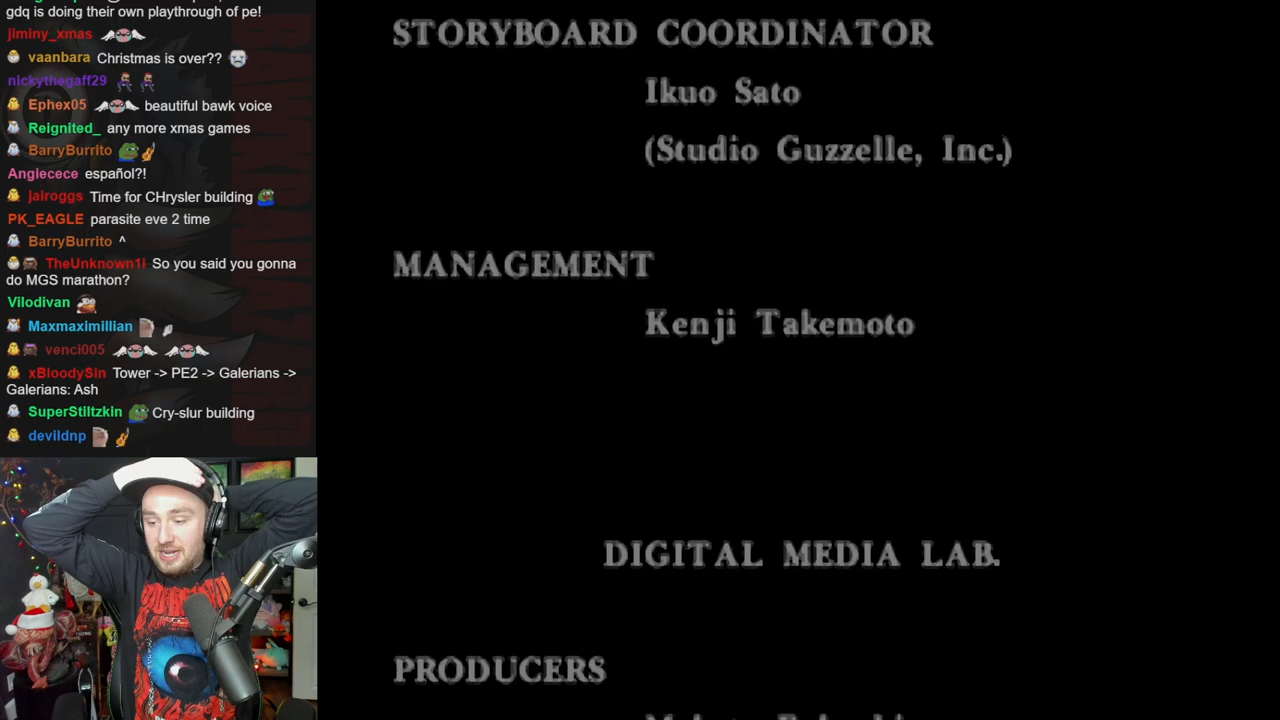 gdq is doing their own playthrough of pe!
jiminy_xmas
vaanbara Christmas is over??
nickythegaff29
Ephex05 beautiful bawk voice
Reignited_ any more xmas games
BarryBurrito
Angiecece español?!
jairoggs Time for CHrysler building
PK_EAGLE parasite eve 2 time
BarryBurrito ^
TheUnknown1i So you said you gonna
do MGS marathon?
Vilodivan
Maxmaximillian
venci005
xBloodySin Tower -> PE2 -> Galerians ->
Galerians: Ash
SuperStiltzkin Cry-slur building
devildnp
STORYBOARD COORDINATOR
Ikuo Sato
(Studio Guzzelle, Inc.)
MANAGEMENT
Kenji Takemoto
DIGITAL MEDIA LAB.
PRODUCERS